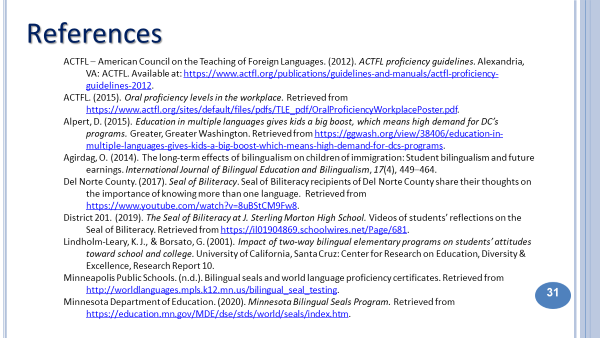 References
ACTFL – American Council on the Teaching of Foreign Languages. (2012). ACTFL proficiency guidelines. Alexandria,
VA: ACTFL. Available at: https://www.actfl.org/publications/guidelines-and-manuals/actfl-proficiency-
guidelines-2012.
ACTFL. (2015). Oral proficiency levels in the workplace. Retrieved from
https://www.actfl.org/sites/default/files/pdfs/TLE_pdf/OralProficiencyWorkplacePoster.pdf.
Alpert, D. (2015). Education in multiple languages gives kids a big boost, which means high demand for DC's
programs. Greater, Greater Washington. Retrieved from https://ggwash.org/view/38406/education-in-
multiple-languages-gives-kids-a-big-boost-which-means-high-demand-for-dcs-programs.
Agirdag, O. (2014). The long-term effects of bilingualism on children of immigration: Student bilingualism and future
earnings. International Journal of Bilingual Education and Bilingualism, 17(4), 449–464.
Del Norte County. (2017). Seal of Biliteracy. Seal of Biliteracy recipients of Del Norte County share their thoughts on
the importance of knowing more than one language. Retrieved from
https://www.youtube.com/watch?v=8uBStCM9Fw8.
District 201. (2019). The Seal of Biliteracy at J. Sterling Morton High School. Videos of students' reflections on the
Seal of Biliteracy. Retrieved from https://il01904869.schoolwires.net/Page/681.
Lindholm-Leary, K. J., & Borsato, G. (2001). Impact of two-way bilingual elementary programs on students' attitudes
toward school and college. University of California, Santa Cruz: Center for Research on Education, Diversity &
Excellence, Research Report 10.
Minneapolis Public Schools. (n.d.). Bilingual seals and world language proficiency certificates. Retrieved from
http://worldlanguages.mpls.k12.mn.us/bilingual_seal_testing.
Minnesota Department of Education. (2020). Minnesota Bilingual Seals Program. Retrieved from
https://education.mn.gov/MDE/dse/stds/world/seals/index.htm.
31